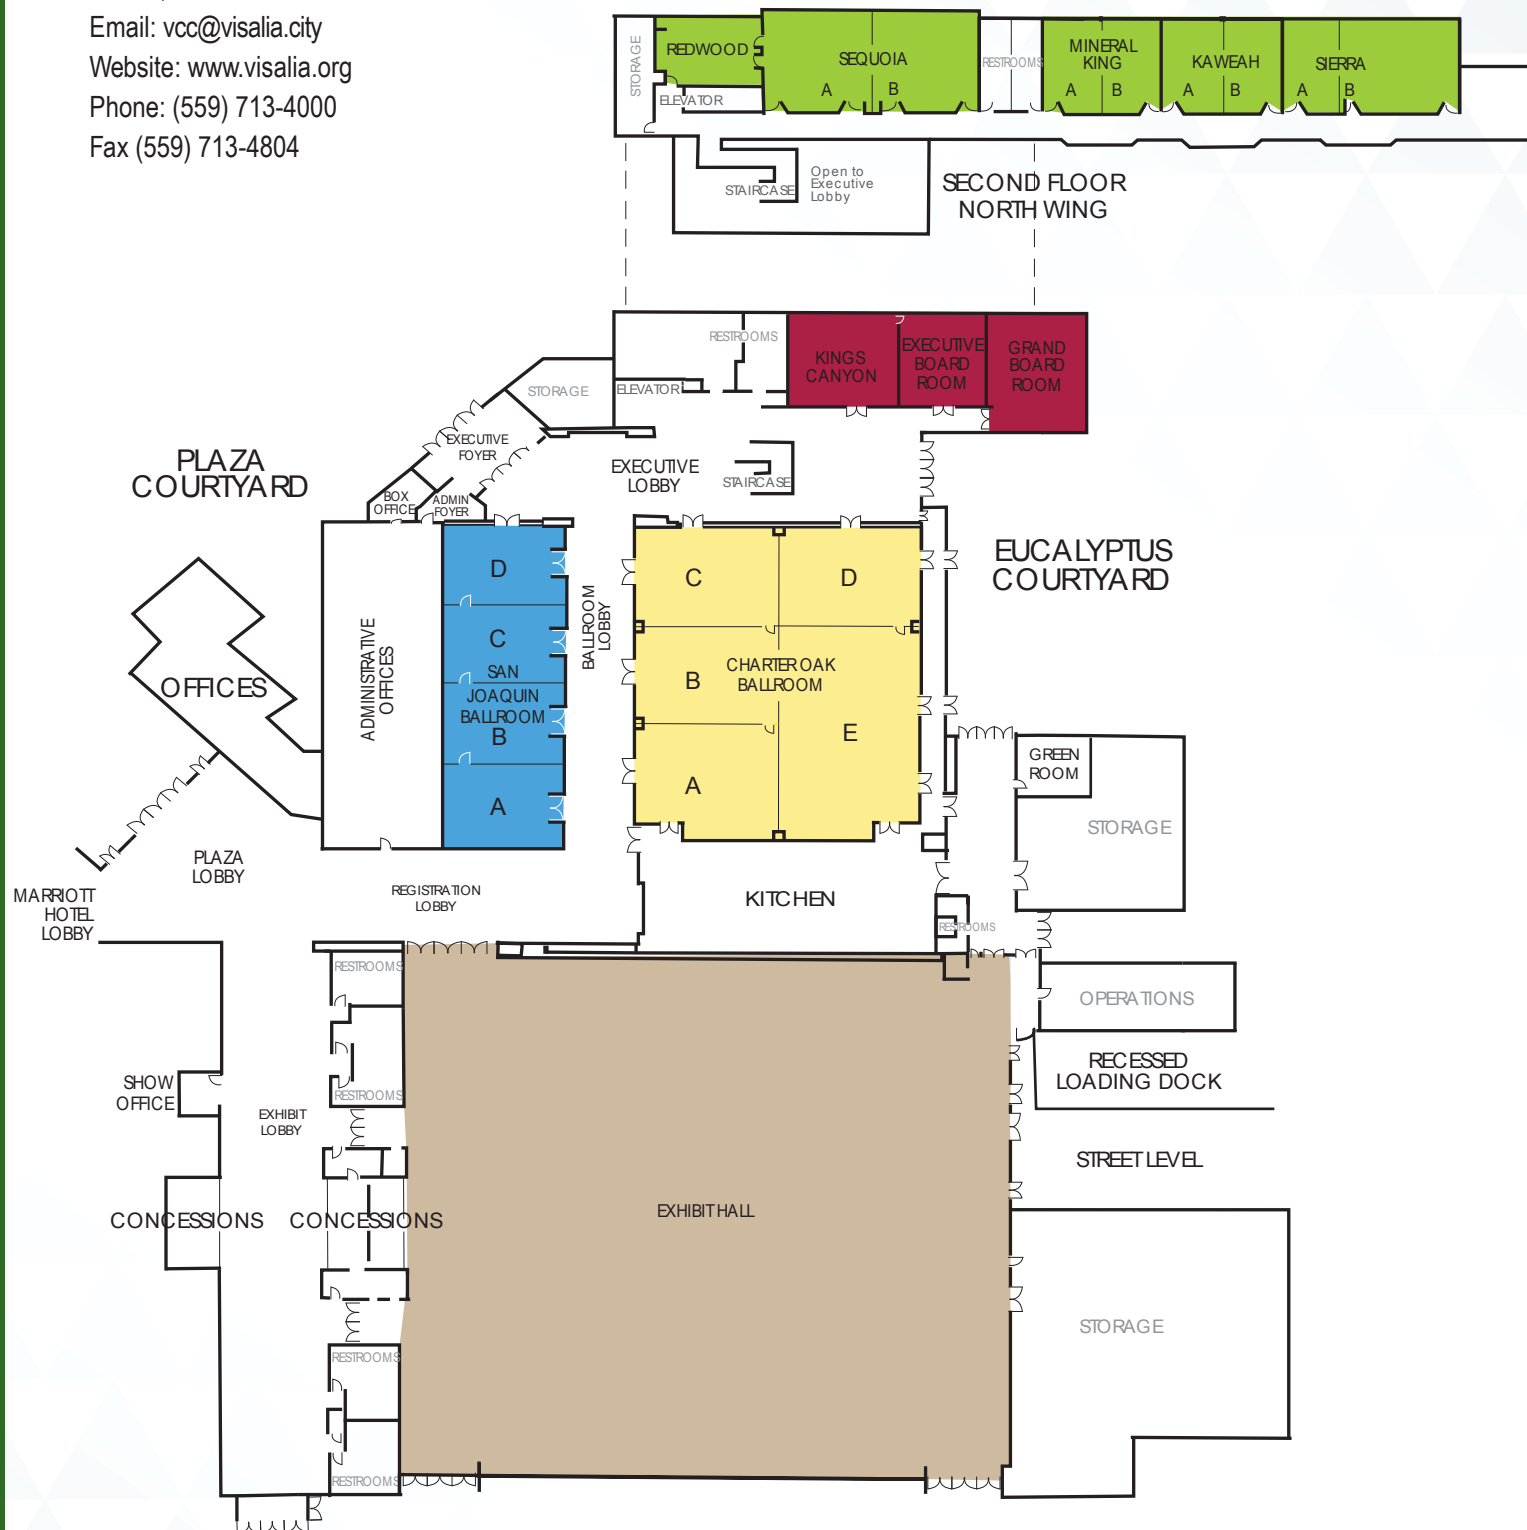 Email: vcc@visalia.city
Website: www.visalia.org
Phone: (559) 713-4000
Fax (559) 713-4804
STORAGE
REDWOOD
ELEVATOR
SEQUOIA
A
B
RESTROOMS
MINERAL
KING
A
B
KAWEAH
A
B
SIERRA
A
B
STAIRCASE
Open to
Executive
Lobby
SECOND FLOOR
NORTH WING
RESTROOMS
KINGS
CANYON
EXECUTIVE
BOARD
ROOM
GRAND
BOARD
ROOM
STORAGE
ELEVATOR
EXECUTIVE
FOYER
PLAZA
COURTYARD
EXECUTIVE
LOBBY
STAIRCASE
BOX
OFFICE
ADMIN
FOYER
EUCALYPTUS
COURTYARD
D
C
SAN
JOAQUIN
BALLROOM
B
A
BALLROOM
LOBBY
C
D
CHARTER OAK
BALLROOM
B
E
A
ADMINISTRATIVE
OFFICES
OFFICES
GREEN
ROOM
STORAGE
PLAZA
LOBBY
MARRIOTT
HOTEL
LOBBY
REGISTRATION
LOBBY
KITCHEN
RESTROOMS
RESTROOMS
OPERATIONS
RECESSED
LOADING DOCK
SHOW
OFFICE
RESTROOMS
EXHIBIT
LOBBY
STREET LEVEL
CONCESSIONS
CONCESSIONS
EXHIBIT HALL
STORAGE
RESTROOMS
RESTROOMS